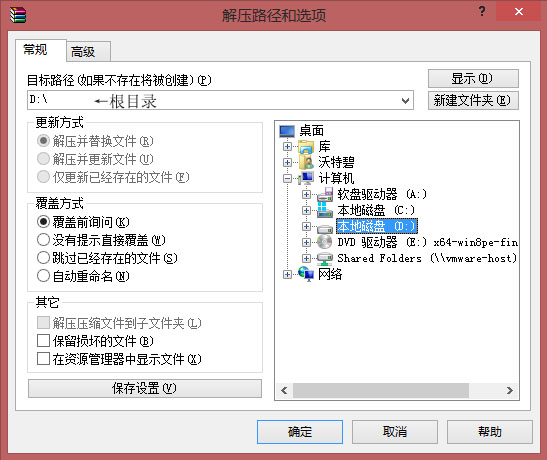 解压路径和选项
?
常规
高级
目标路径(如果不存在将被创建)(P)
显示(D)
D:\ ←根目录
新建文件夹(E)
更新方式
解压并替换文件(R)
解压并更新文件(U)
仅更新已经存在的文件(F)
覆盖方式
覆盖前询问(K)
没有提示直接覆盖(W)
跳过已经存在的文件(S)
自动重命名(N)
其它
解压压缩文件到子文件夹(L)
保留损坏的文件(B)
在资源管理器中显示文件(X)
保存设置(V)
桌面
库
沃特碧
计算机
软盘驱动器 (A:)
本地磁盘 (C:)
本地磁盘 (D:)
DVD 驱动器 (E:) x64-win8pe-fin
Shared Folders (\\vmware-host)
网络
确定
取消
帮助